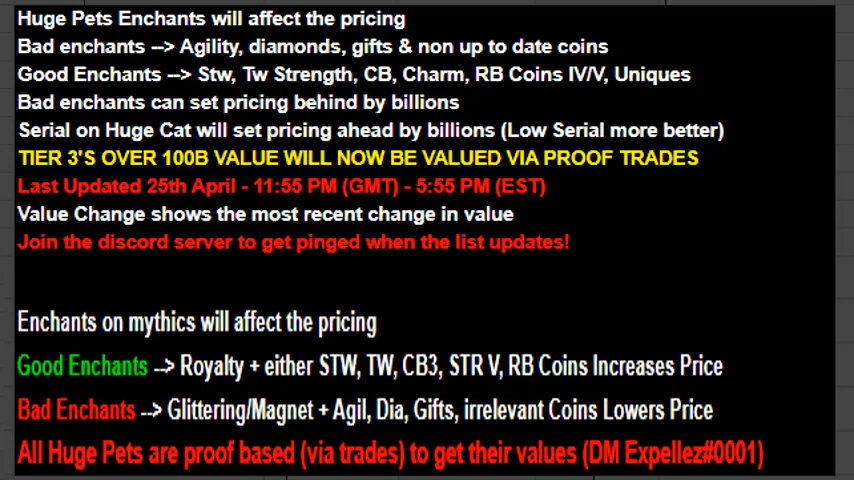 Huge Pets Enchants will affect the pricing
Bad enchants --> Agility, diamonds, gifts & non up to date coins
Good Enchants --> Stw, Tw Strength, CB, Charm, RB Coins IV/V, Uniques
Bad enchants can set pricing behind by billions
Serial on Huge Cat will set pricing ahead by billions (Low Serial more better)
TIER 3'S OVER 100B VALUE WILL NOW BE VALUED VIA PROOF TRADES
Last Updated 25th April - 11:55 PM (GMT) - 5:55 PM (EST)
Value Change shows the most recent change in value
Join the discord server to get pinged when the list updates!
Enchants on mythics will affect the pricing
Good Enchants --> Royalty + either STW, TW, CB3, STR V, RB Coins Increases Price
Bad Enchants --> Glittering/Magnet + Agil, Dia, Gifts, irrelevant Coins Lowers Price
All Huge Pets are proof based (via trades) to get their values (DM Expellez#0001)